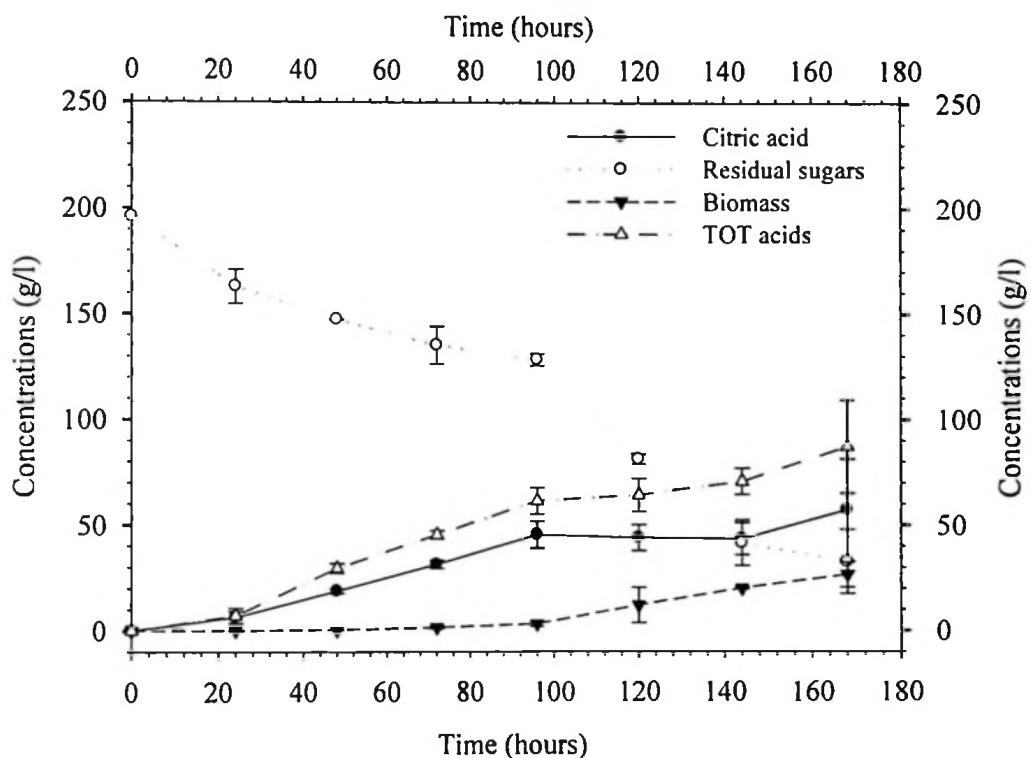 Time (hours)
0 20 40 60 80 100 120 140 160 180
250 250
200 200
150 150
100 100
50 50
0 0
Concentrations (g/l)
Concentrations (g/l)
Citric acid
Residual sugars
Biomass
TOT acids
0 20 40 60 80 100 120 140 160 180
Time (hours)